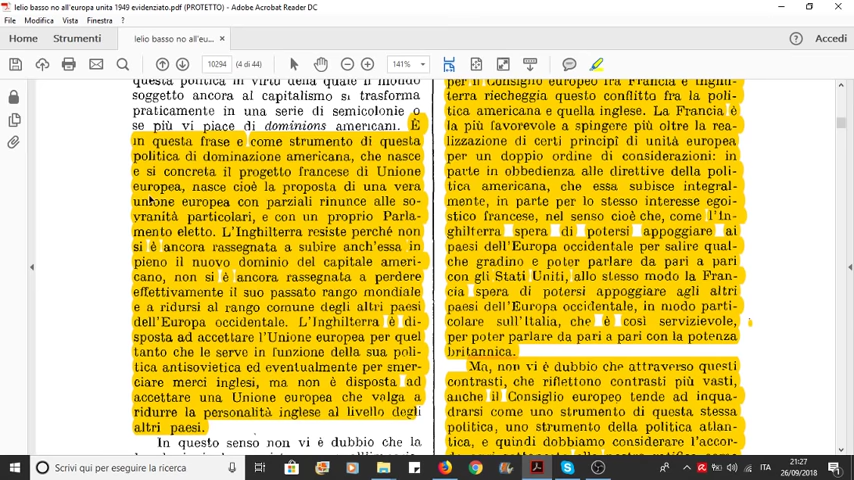 lelio basso no all'europa unita 1949 evidenziato.pdf (PROTETTO) - Adobe Acrobat Reader DC
File Modifica Vista Finestra ?
Home Strumenti lelio basso no all'eu... × Accedi
10294 (4 di 44) 141%
questa politica in virtù della quale il mondo
soggetto ancora al capitalismo si trasforma
praticamente in una serie di semicolonie o
se più vi piace di dominions americani. È
in questa frase e come strumento di questa
politica di dominazione americana, che nasce
e si concreta il progetto francese di Unione
europea, nasce cioè la proposta di una vera
unione europea con parziali rinunce alle so-
vranità particolari, e con un proprio Parla-
mento eletto. L'Inghilterra resiste perché non
si è ancora rassegnata a subire anch'essa in
pieno il nuovo dominio del capitale ameri-
cano, non si è ancora rassegnata a perdere
effettivamente il suo passato rango mondiale
e a ridursi al rango comune degli altri paesi
dell'Europa occidentale. L'Inghilterra è di-
sposta ad accettare l'Unione europea per quel
tanto che le serve in funzione della sua poli-
tica antisovietica ed eventualmente per smer-
ciare merci inglesi, ma non è disposta ad
accettare una Unione europea che valga a
ridurre la personalità inglese al livello degli
altri paesi.
In questo senso non vi è dubbio che la
per il Consiglio europeo fra Francia e Inghil-
terra riecheggia questo conflitto fra la poli-
tica americana e quella inglese. La Francia è
la più favorevole a spingere più oltre la rea-
lizzazione di certi principi di unità europea
per un doppio ordine di considerazioni: in
parte in obbedienza alle direttive della poli-
tica americana, che essa subisce integral-
mente, in parte per lo stesso interesse egoi-
stico francese, nel senso cioè che, come l'In-
ghilterra spera di potersi appoggiare ai
paesi dell'Europa occidentale per salire qual-
che gradino e poter parlare da pari a pari
con gli Stati Uniti, allo stesso modo la Fran-
cia spera di potersi appoggiare agli altri
paesi dell'Europa occidentale, in modo parti-
colare sull'Italia, che è così servizievole,
per poter parlare da pari a pari con la potenza
britannica.
Ma, non vi è dubbio che attraverso questi
contrasti, che riflettono contrasti più vasti,
anche il Consiglio europeo tende ad inqua-
drarsi come uno strumento di questa stessa
politica, uno strumento della politica atlan-
tica, e quindi dobbiamo considerare l'accor-
Scrivi qui per eseguire la ricerca
ITA
21:27
26/09/2018